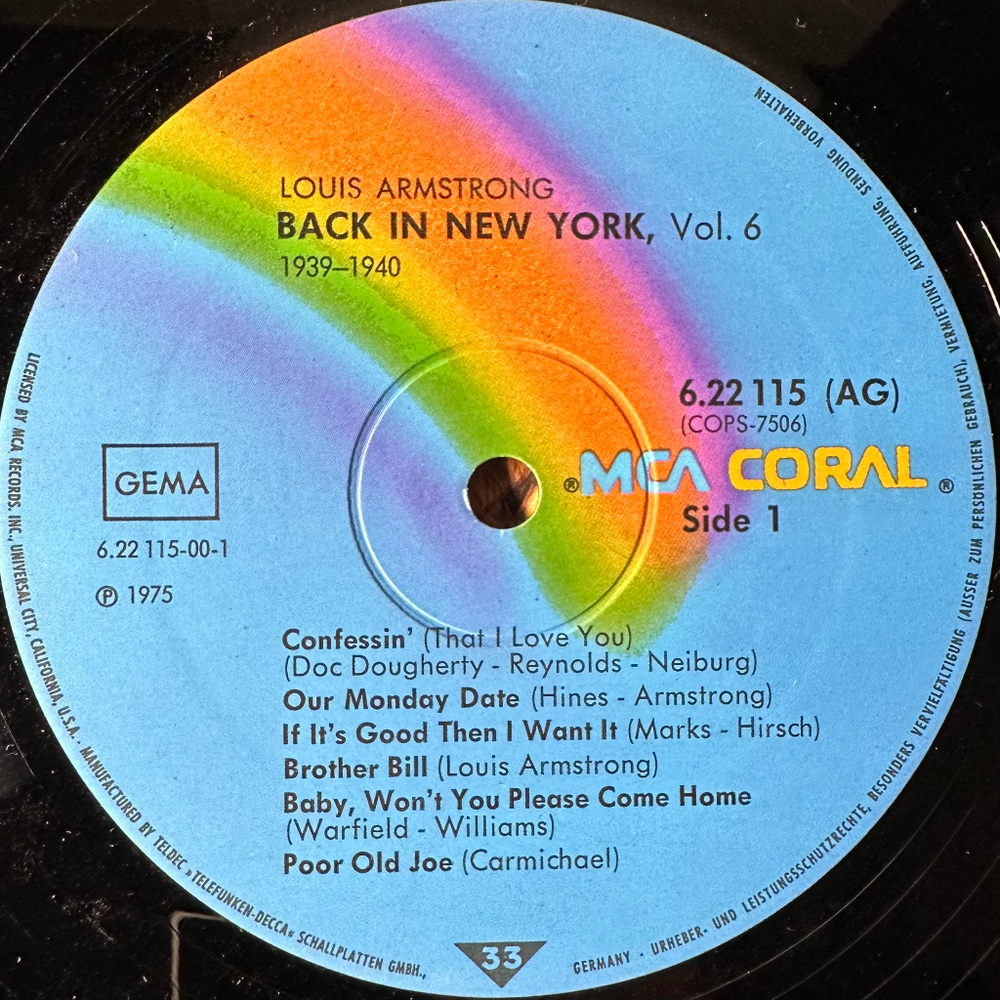 LOUIS ARMSTRONG
BACK IN NEW YORK, Vol. 6
1939–1940
6.22 115 (AG)
(COPS-7506)
® MCA CORAL ®
Side 1
GEMA
6.22 115-00-1
℗ 1975
Confessin' (That I Love You)
(Doc Dougherty - Reynolds - Neiburg)
Our Monday Date (Hines - Armstrong)
If It's Good Then I Want It (Marks - Hirsch)
Brother Bill (Louis Armstrong)
Baby, Won't You Please Come Home
(Warfield - Williams)
Poor Old Joe (Carmichael)
33
LICENSED BY MCA RECORDS, INC., UNIVERSAL CITY, CALIFORNIA, U.S.A. · MANUFACTURED BY TELDEC »TELEFUNKEN-DECCA« SCHALLPLATTEN GMBH., GERMANY · URHEBER- UND LEISTUNGSSCHUTZRECHTE, BESONDERS VERVIELFÄLTIGUNG (AUSSER ZUM PERSÖNLICHEN GEBRAUCH), VERMIETUNG, AUFFÜHRUNG, SENDUNG VORBEHALTEN